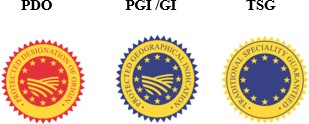 PDO PGI /GI TSG
PROTECTED DESIGNATION OF ORIGIN
PROTECTED GEOGRAPHICAL INDICATION
TRADITIONAL SPECIALITY GUARANTEED